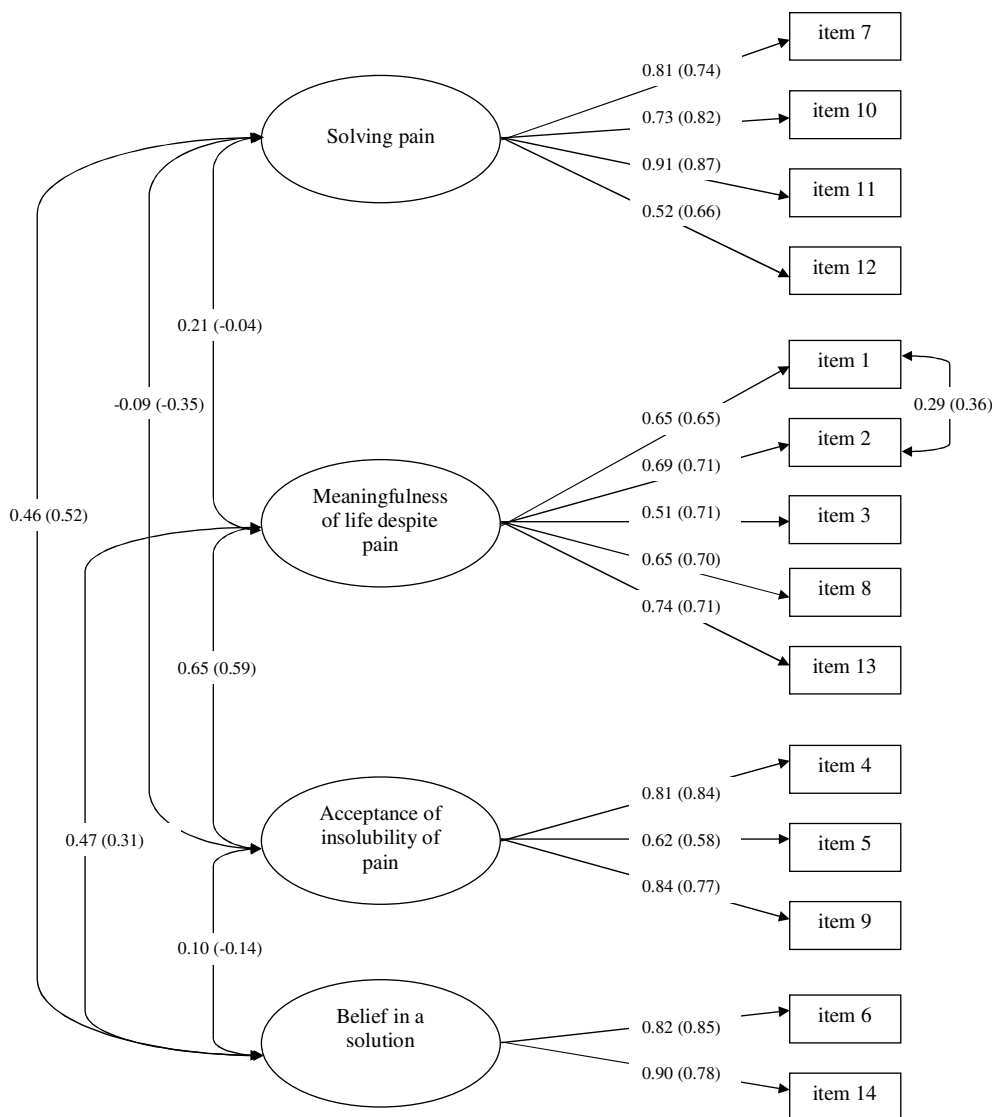 item 7
0.81 (0.74)
item 10
0.73 (0.82)
Solving pain
0.91 (0.87)
item 11
0.52 (0.66)
item 12
0.21 (-0.04)
item 1
-0.09 (-0.35)
0.29 (0.36)
0.65 (0.65)
item 2
0.69 (0.71)
Meaningfulness
of life despite
pain
0.46 (0.52)
0.51 (0.71)
item 3
0.65 (0.70)
item 8
0.74 (0.71)
item 13
0.65 (0.59)
item 4
0.81 (0.84)
Acceptance of
insolubility of
pain
0.47 (0.31)
0.62 (0.58)
item 5
0.84 (0.77)
item 9
0.10 (-0.14)
item 6
Belief in a
solution
0.82 (0.85)
0.90 (0.78)
item 14